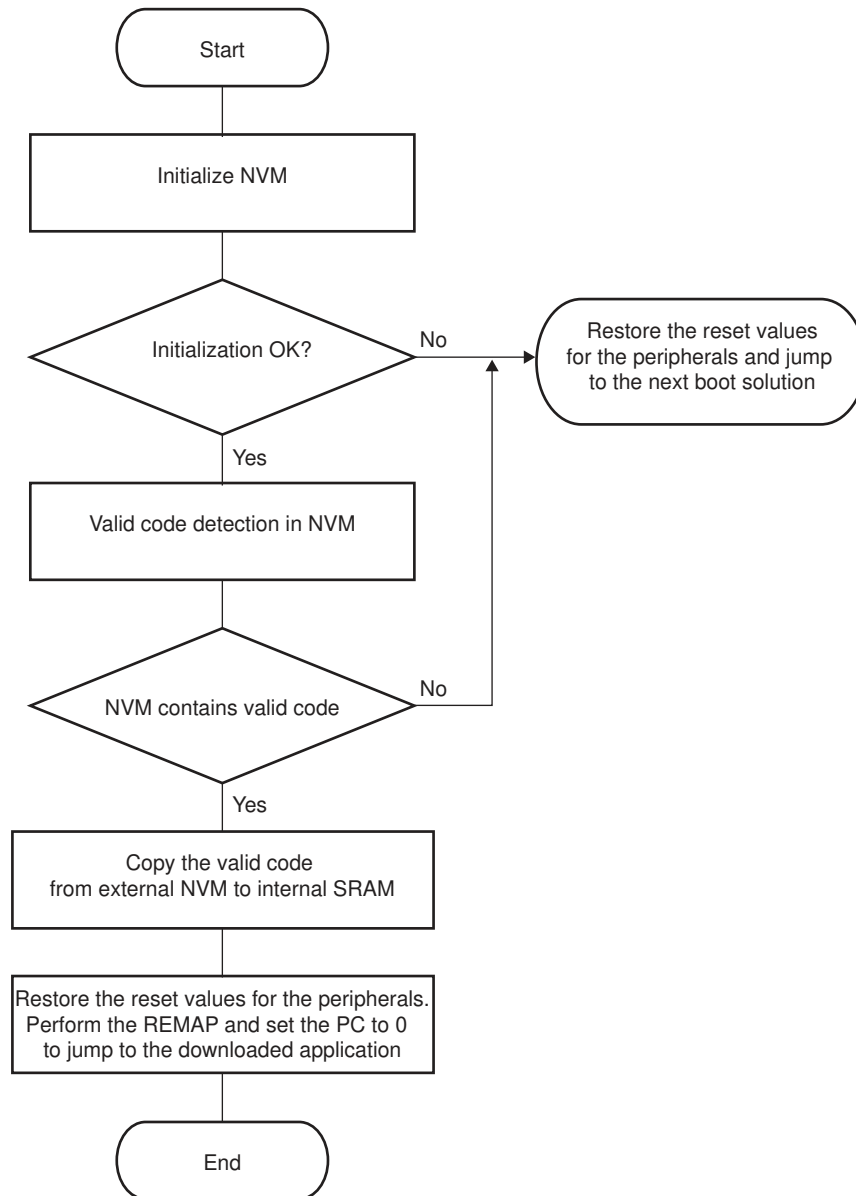 Start
Initialize NVM
Initialization OK?
No
Restore the reset values
for the peripherals and jump
to the next boot solution
Yes
Valid code detection in NVM
NVM contains valid code
No
Yes
Copy the valid code
from external NVM to internal SRAM
Restore the reset values for the peripherals.
Perform the REMAP and set the PC to 0
to jump to the downloaded application
End